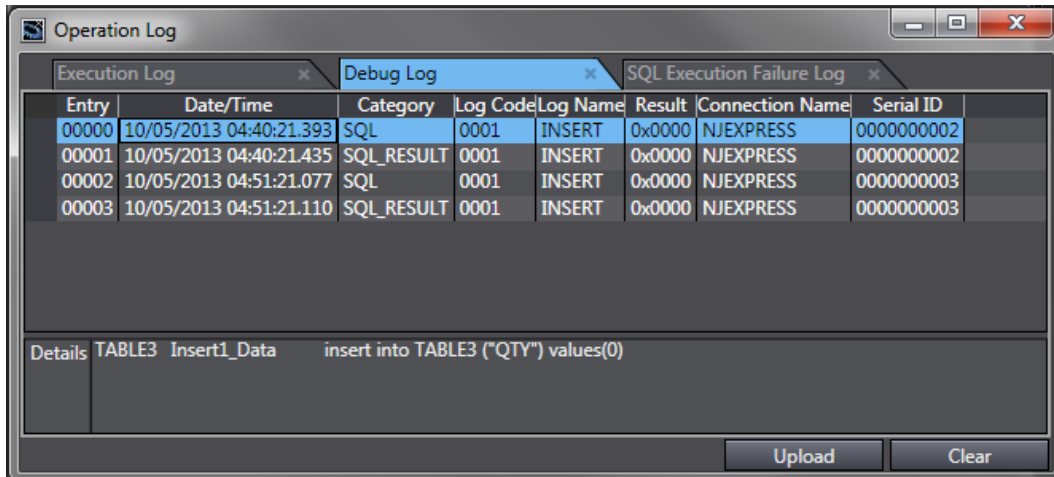 Operation Log
Execution Log Debug Log SQL Execution Failure Log
Entry Date/Time Category Log Code Log Name Result Connection Name Serial ID
00000 10/05/2013 04:40:21.393 SQL 0001 INSERT 0x0000 NJEXPRESS 0000000002
00001 10/05/2013 04:40:21.435 SQL_RESULT 0001 INSERT 0x0000 NJEXPRESS 0000000002
00002 10/05/2013 04:51:21.077 SQL 0001 INSERT 0x0000 NJEXPRESS 0000000003
00003 10/05/2013 04:51:21.110 SQL_RESULT 0001 INSERT 0x0000 NJEXPRESS 0000000003
Details TABLE3 Insert1_Data insert into TABLE3 ("QTY") values(0)
Upload Clear